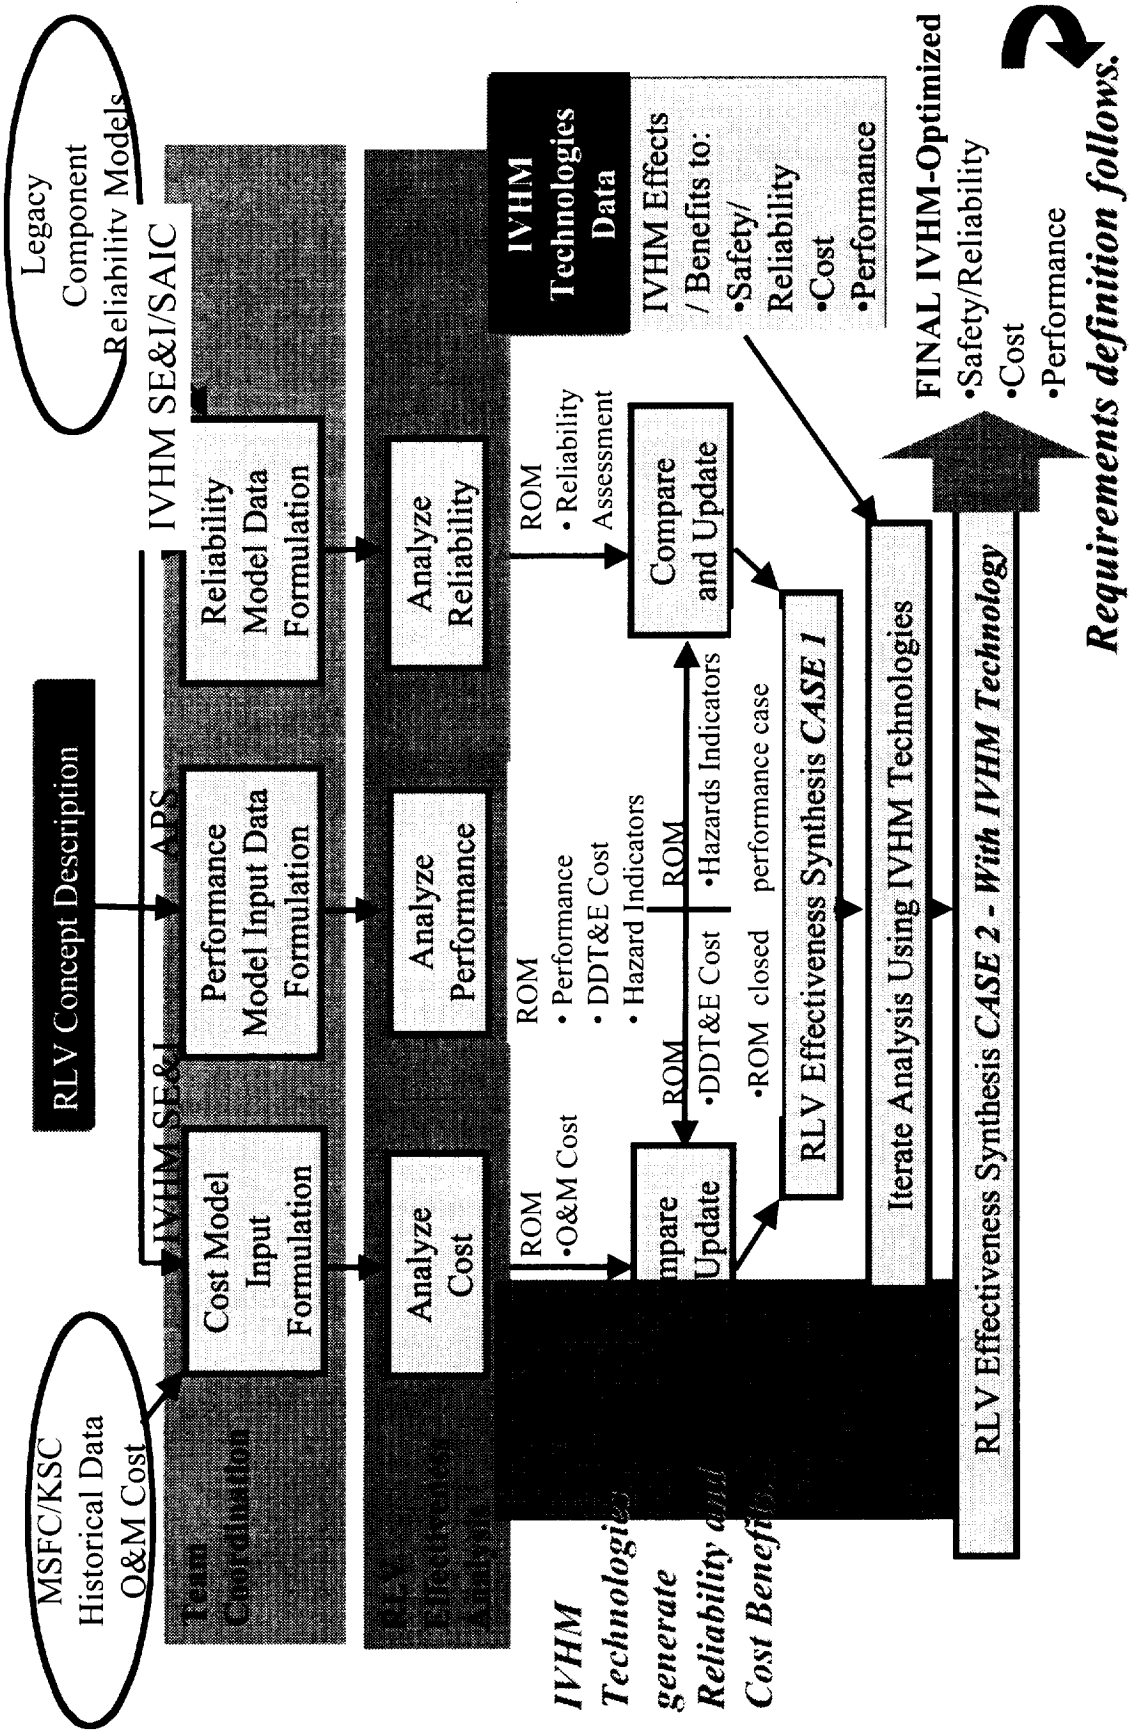 RLV Concept Description
MSFC/KSC
Historical Data
O&M Cost
Legacy
Component
Reliability Models
IVHM SE&I
APS
IVHM SE&I/SAIC
Team
Coordination
Cost Model
Input
Formulation
Performance
Model Input Data
Formulation
Reliability
Model Data
Formulation
RLV
Effectiveness
Analysis
Analyze
Cost
Analyze
Performance
Analyze
Reliability
ROM
•O&M Cost
ROM
• Performance
• DDT&E Cost
• Hazard Indicators
ROM
• Reliability
Assessment
IVHM
Technologies
Data
IVHM Effects
/ Benefits to:
•Safety/
Reliability
•Cost
•Performance
mpare
Update
ROM
•DDT&E Cost
ROM
•Hazards Indicators
Compare
and Update
•ROM closed performance case
IVHM
Technologies
generate
Reliability and
Cost Benefits.
RLV Effectiveness Synthesis CASE 1
Iterate Analysis Using IVHM Technologies
RLV Effectiveness Synthesis CASE 2 - With IVHM Technology
FINAL IVHM-Optimized
•Safety/Reliability
•Cost
•Performance
Requirements definition follows.